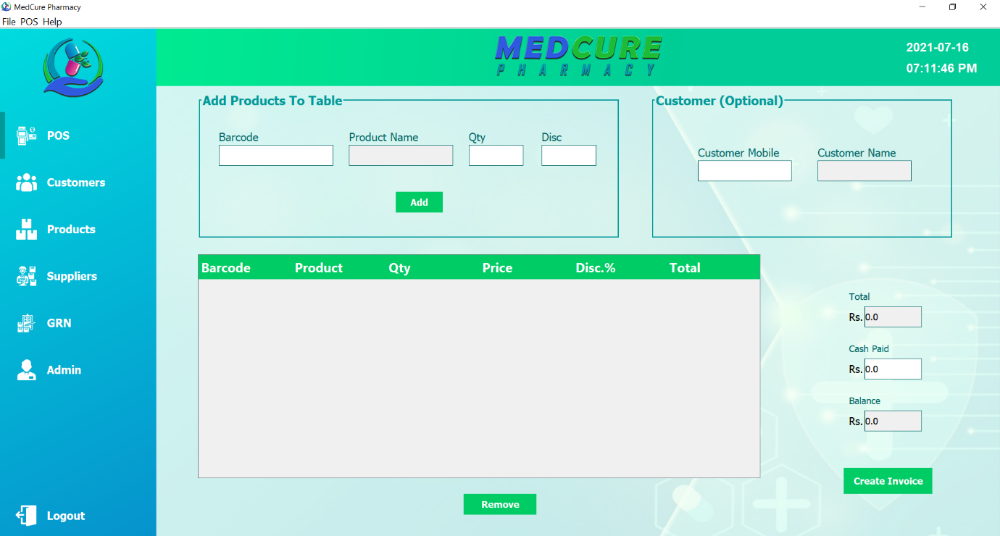 MedCure Pharmacy
File POS Help
MEDCURE
PHARMACY
2021-07-16
07:11:46 PM
POS
Customers
Products
Suppliers
GRN
Admin
Logout
Add Products To Table
Barcode Product Name Qty Disc
Add
Customer (Optional)
Customer Mobile Customer Name
Barcode Product Qty Price Disc.% Total
Remove
Total
Rs. 0.0
Cash Paid
Rs. 0.0
Balance
Rs. 0.0
Create Invoice